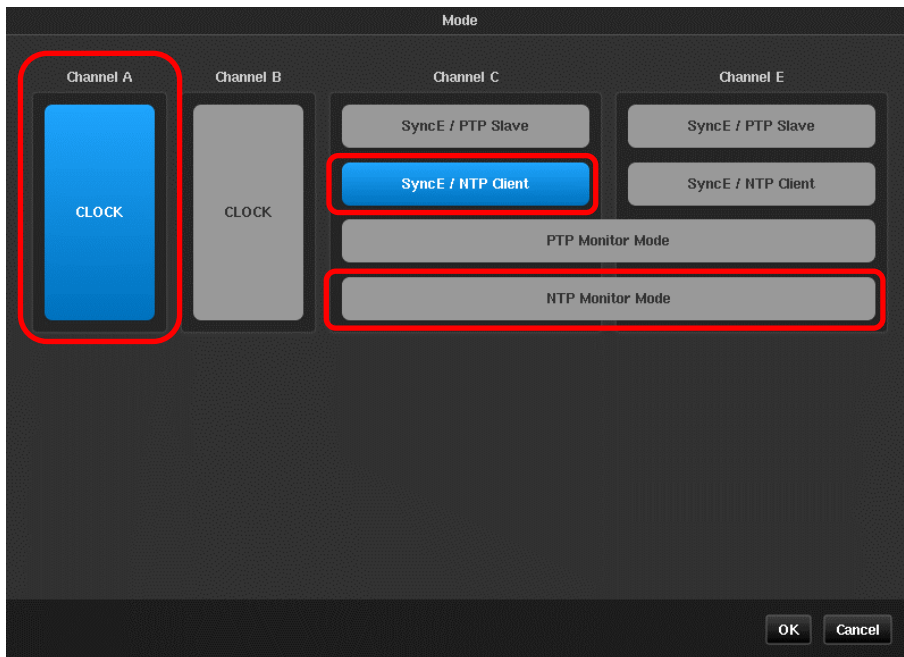 Mode
Channel A
Channel B
Channel C
Channel E
CLOCK
CLOCK
SyncE / PTP Slave
SyncE / PTP Slave
SyncE / NTP Client
SyncE / NTP Client
PTP Monitor Mode
NTP Monitor Mode
OK
Cancel